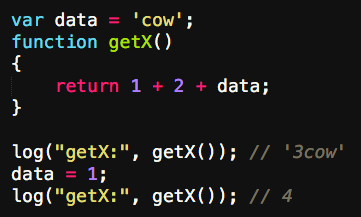 var data = 'cow';
function getX()
{
    return 1 + 2 + data;
}

log("getX:", getX()); // '3cow'
data = 1;
log("getX:", getX()); // 4